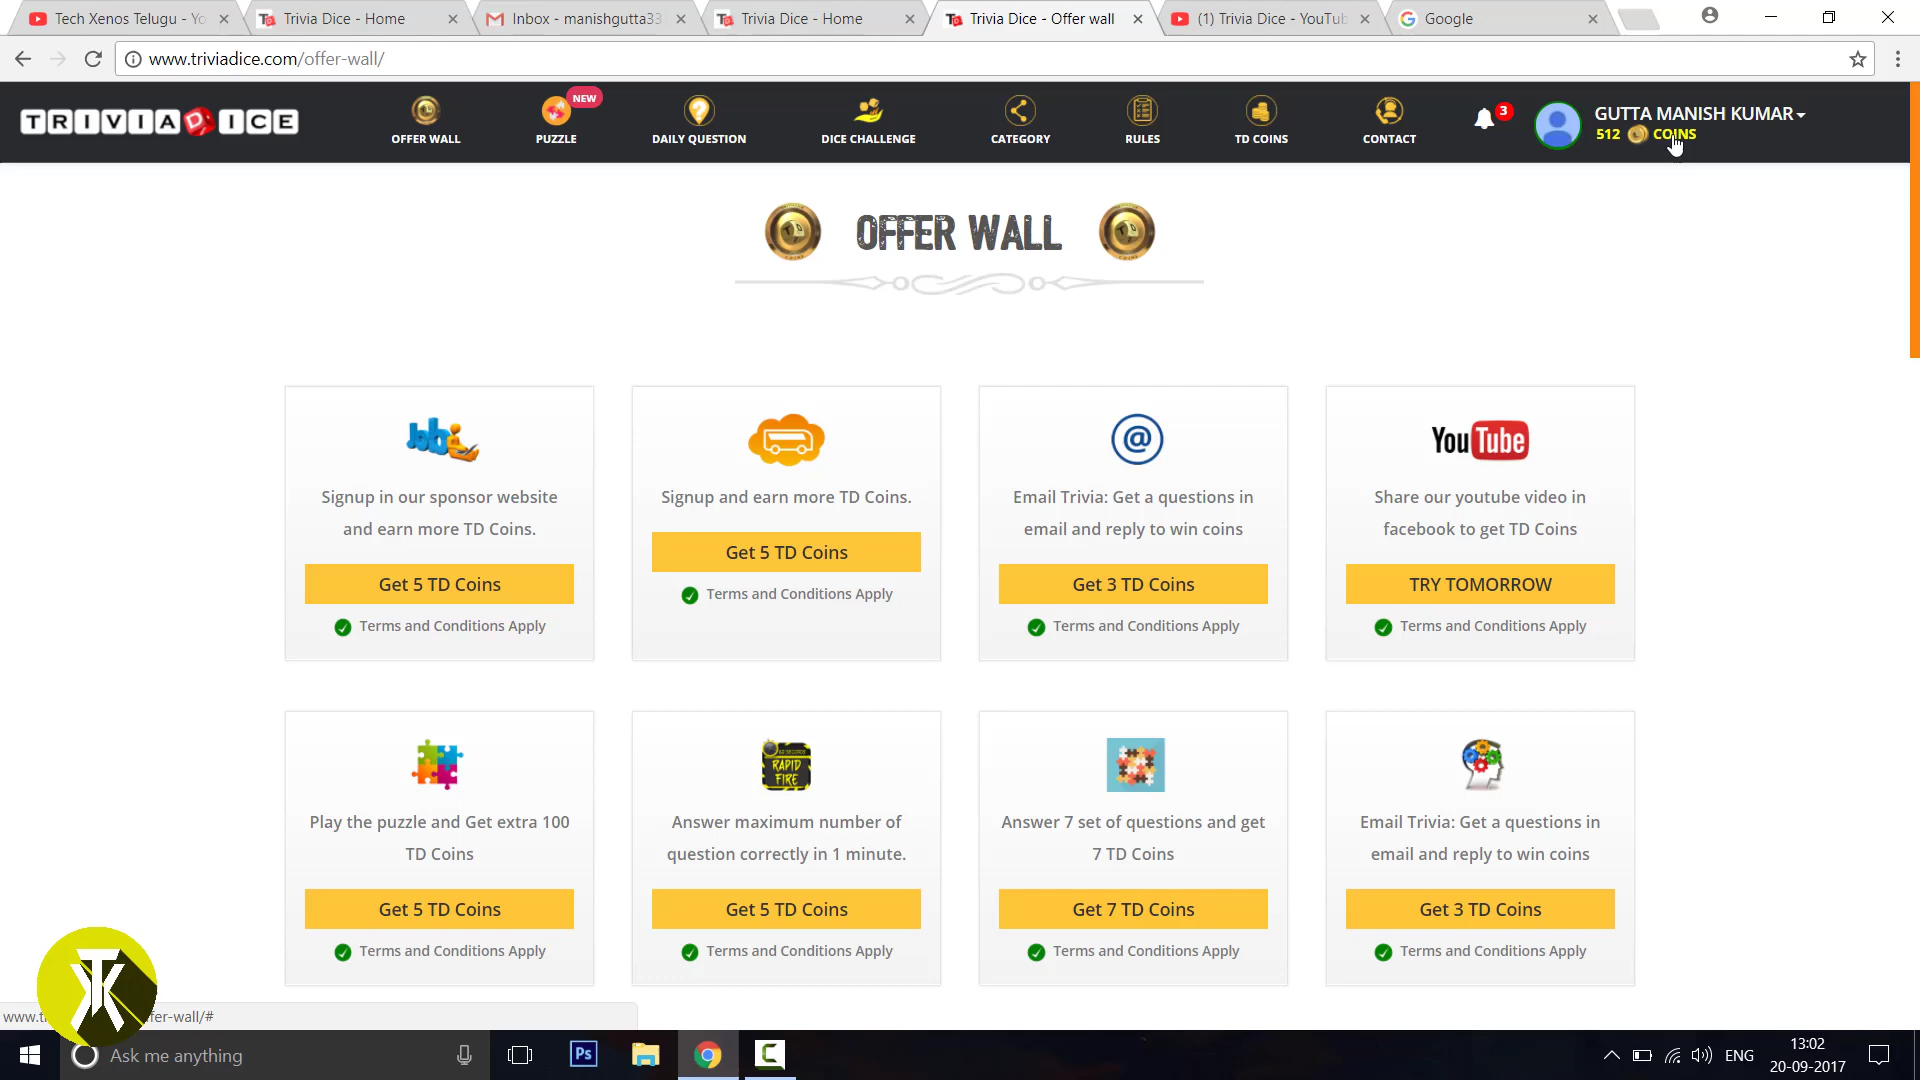 Tech Xenos Telugu - Yo
Trivia Dice - Home
Inbox - manishgutta33
Trivia Dice - Home
Trivia Dice - Offer wall
(1) Trivia Dice - YouTub
Google
www.triviadice.com/offer-wall/
TRIVIA D ICE
OFFER WALL
NEW
PUZZLE
DAILY QUESTION
DICE CHALLENGE
CATEGORY
RULES
TD COINS
CONTACT
3
GUTTA MANISH KUMAR
512 COINS
OFFER WALL
Job
Signup in our sponsor website
and earn more TD Coins.
Get 5 TD Coins
Terms and Conditions Apply
Signup and earn more TD Coins.
Get 5 TD Coins
Terms and Conditions Apply
@
Email Trivia: Get a questions in
email and reply to win coins
Get 3 TD Coins
Terms and Conditions Apply
YouTube
Share our youtube video in
facebook to get TD Coins
TRY TOMORROW
Terms and Conditions Apply
Play the puzzle and Get extra 100
TD Coins
Get 5 TD Coins
Terms and Conditions Apply
RAPID
FIRE
Answer maximum number of
question correctly in 1 minute.
Get 5 TD Coins
Terms and Conditions Apply
Answer 7 set of questions and get
7 TD Coins
Get 7 TD Coins
Terms and Conditions Apply
Email Trivia: Get a questions in
email and reply to win coins
Get 3 TD Coins
Terms and Conditions Apply
www.t fer-wall/#
Ask me anything
Ps
ENG
13:02
20-09-2017